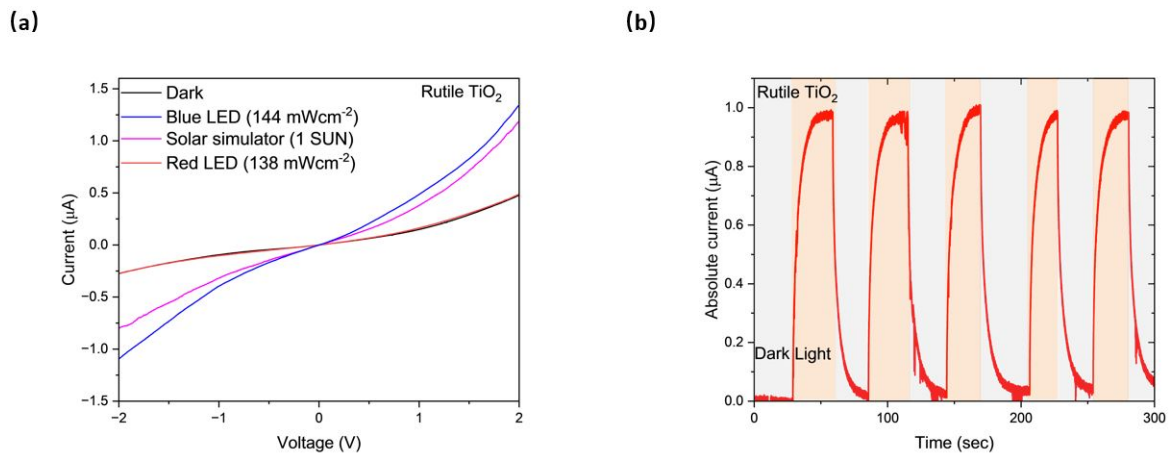 (a)
Current (μA)
1.5
1.0
0.5
0.0
−0.5
−1.0
−1.5
Dark
Blue LED (144 mWcm⁻²)
Solar simulator (1 SUN)
Red LED (138 mWcm⁻²)
Rutile TiO₂
−2
−1
0
1
2
Voltage (V)
(b)
Absolute current (μA)
1.0
0.8
0.6
0.4
0.2
0.0
Rutile TiO₂
Dark Light
0
100
200
300
Time (sec)